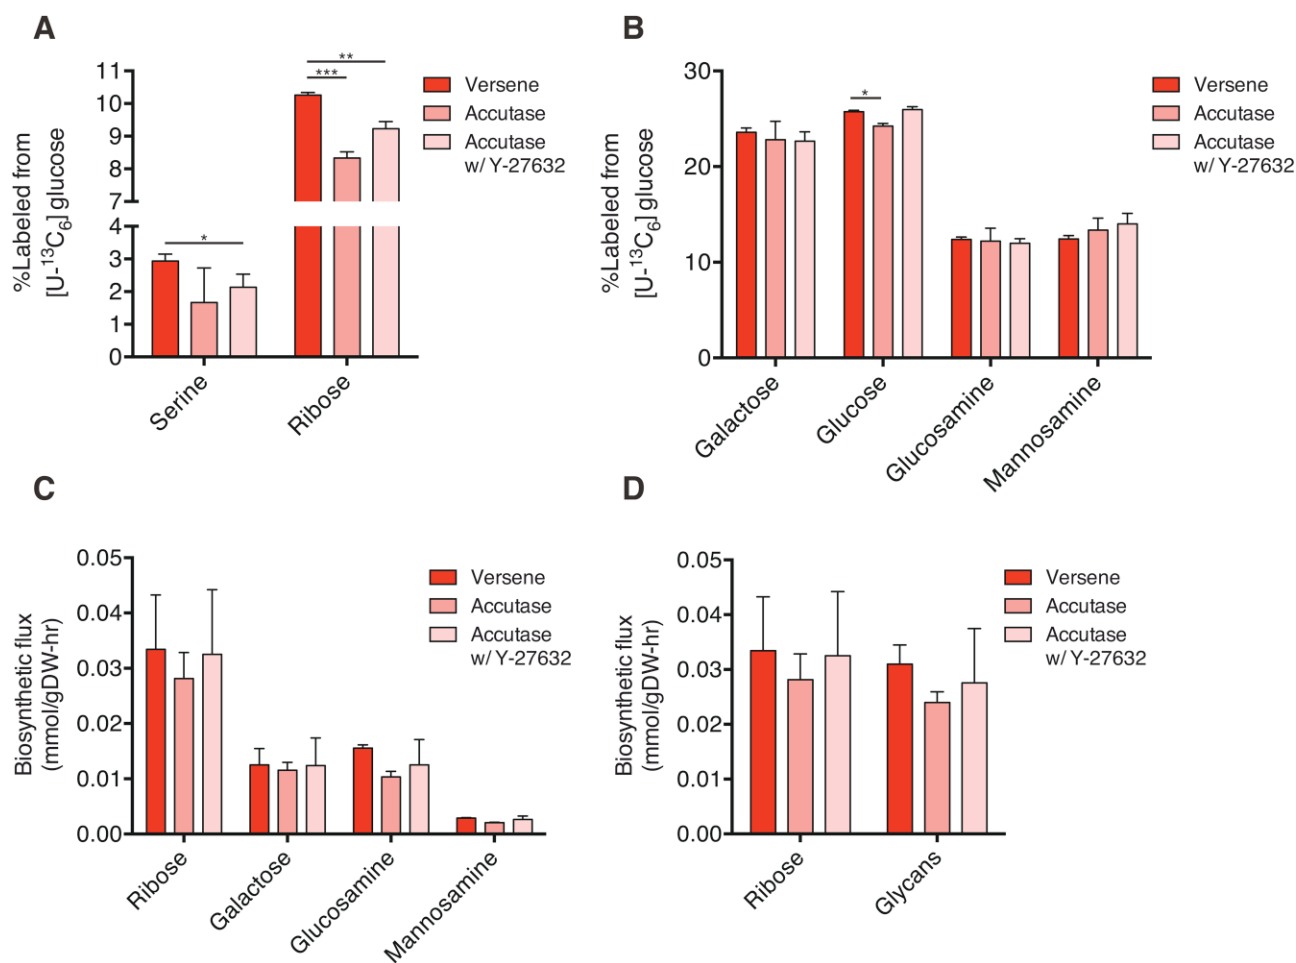 A
%Labeled from
[U-13C6] glucose
11
10
9
8
7
4
3
2
1
0
*
***
**
Serine
Ribose
Versene
Accutase
Accutase
w/ Y-27632
B
%Labeled from
[U-13C6] glucose
30
20
10
0
*
Galactose
Glucose
Glucosamine
Mannosamine
Versene
Accutase
Accutase
w/ Y-27632
C
Biosynthetic flux
(mmol/gDW-hr)
0.05
0.04
0.03
0.02
0.01
0.00
Ribose
Galactose
Glucosamine
Mannosamine
Versene
Accutase
Accutase
w/ Y-27632
D
Biosynthetic flux
(mmol/gDW-hr)
0.05
0.04
0.03
0.02
0.01
0.00
Ribose
Glycans
Versene
Accutase
Accutase
w/ Y-27632